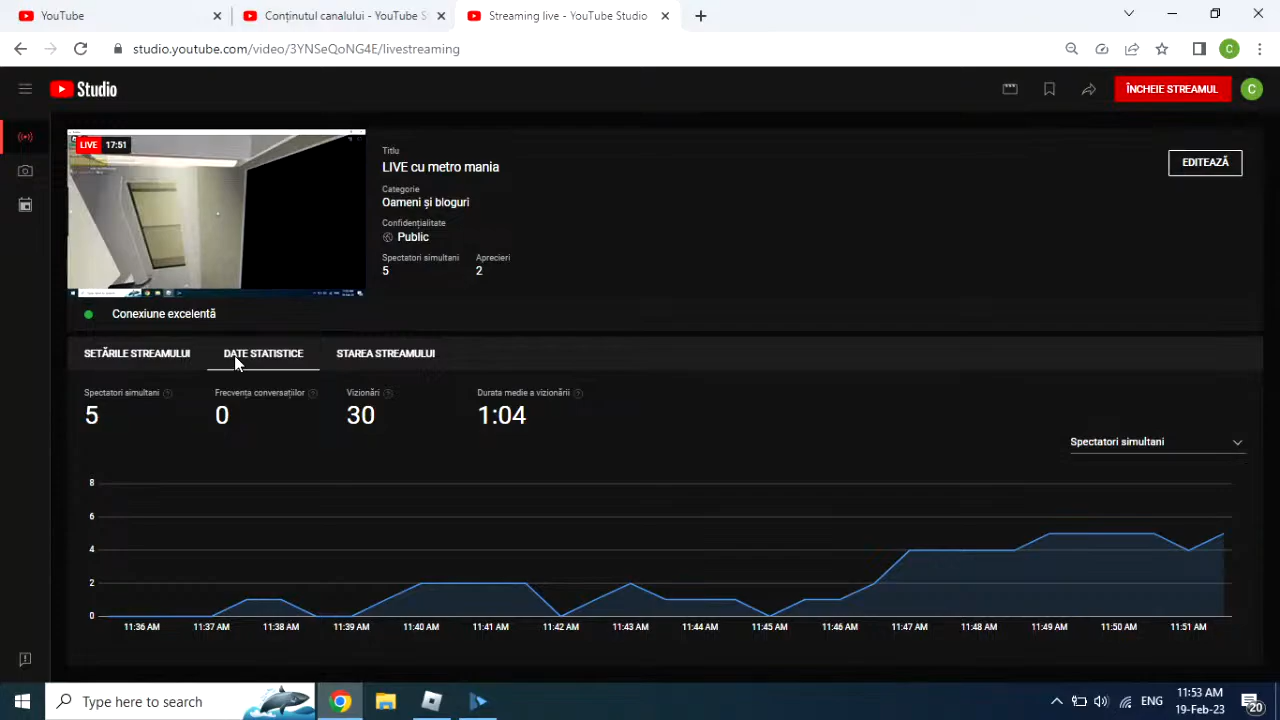 YouTube
Conținutul canalului - YouTube S
Streaming live - YouTube Studio
studio.youtube.com/video/3YNSeQoNG4E/livestreaming
C
Studio
ÎNCHEIE STREAMUL
C
LIVE 17:51
Titlu
LIVE cu metro mania
EDITEAZĂ
Categorie
Oameni și bloguri
Confidențialitate
Public
Spectatori simultani Aprecieri
5 2
Conexiune excelentă
SETĂRILE STREAMULUI DATE STATISTICE STAREA STREAMULUI
Spectatori simultani ? Frecvența conversațiilor ? Vizionări ? Durata medie a vizionării ?
5 0 30 1:04
Spectatori simultani
8
6
4
2
0
11:36 AM 11:37 AM 11:38 AM 11:39 AM 11:40 AM 11:41 AM 11:42 AM 11:43 AM 11:44 AM 11:45 AM 11:46 AM 11:47 AM 11:48 AM 11:49 AM 11:50 AM 11:51 AM
Type here to search
ENG
11:53 AM
19-Feb-23
20